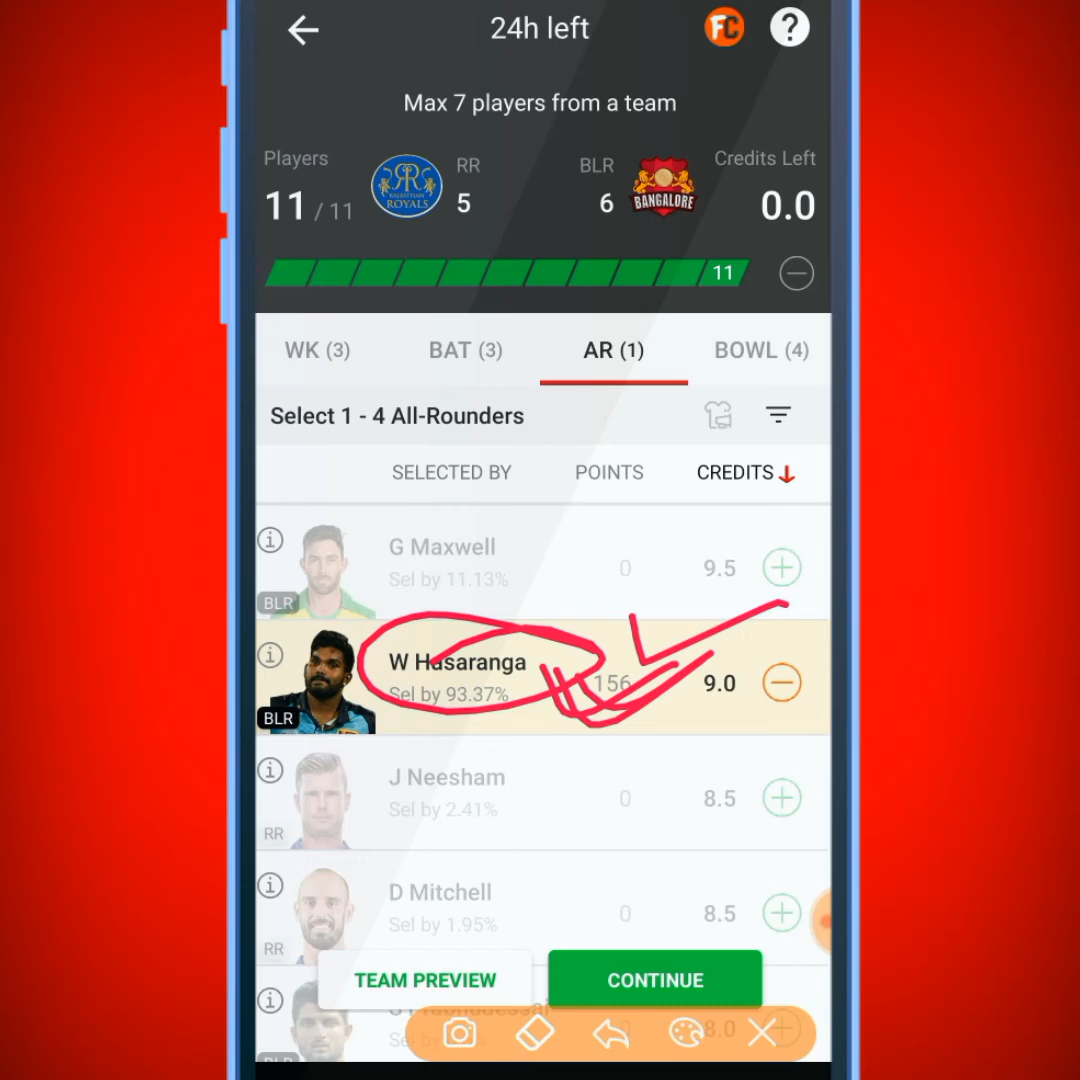 24h left
FC
?
Max 7 players from a team
Players
RR
BLR
Credits Left
11 / 11
RAJASTHAN
ROYALS
5
6
BANGALORE
0.0
11
WK (3)
BAT (3)
AR (1)
BOWL (4)
Select 1 - 4 All-Rounders
SELECTED BY
POINTS
CREDITS
G Maxwell
Sel by 11.13%
0
9.5
BLR
W Hasaranga
Sel by 93.37%
156
9.0
BLR
J Neesham
Sel by 2.41%
0
8.5
RR
D Mitchell
Sel by 1.95%
0
8.5
RR
TEAM PREVIEW
CONTINUE
Se
8.0
BLR